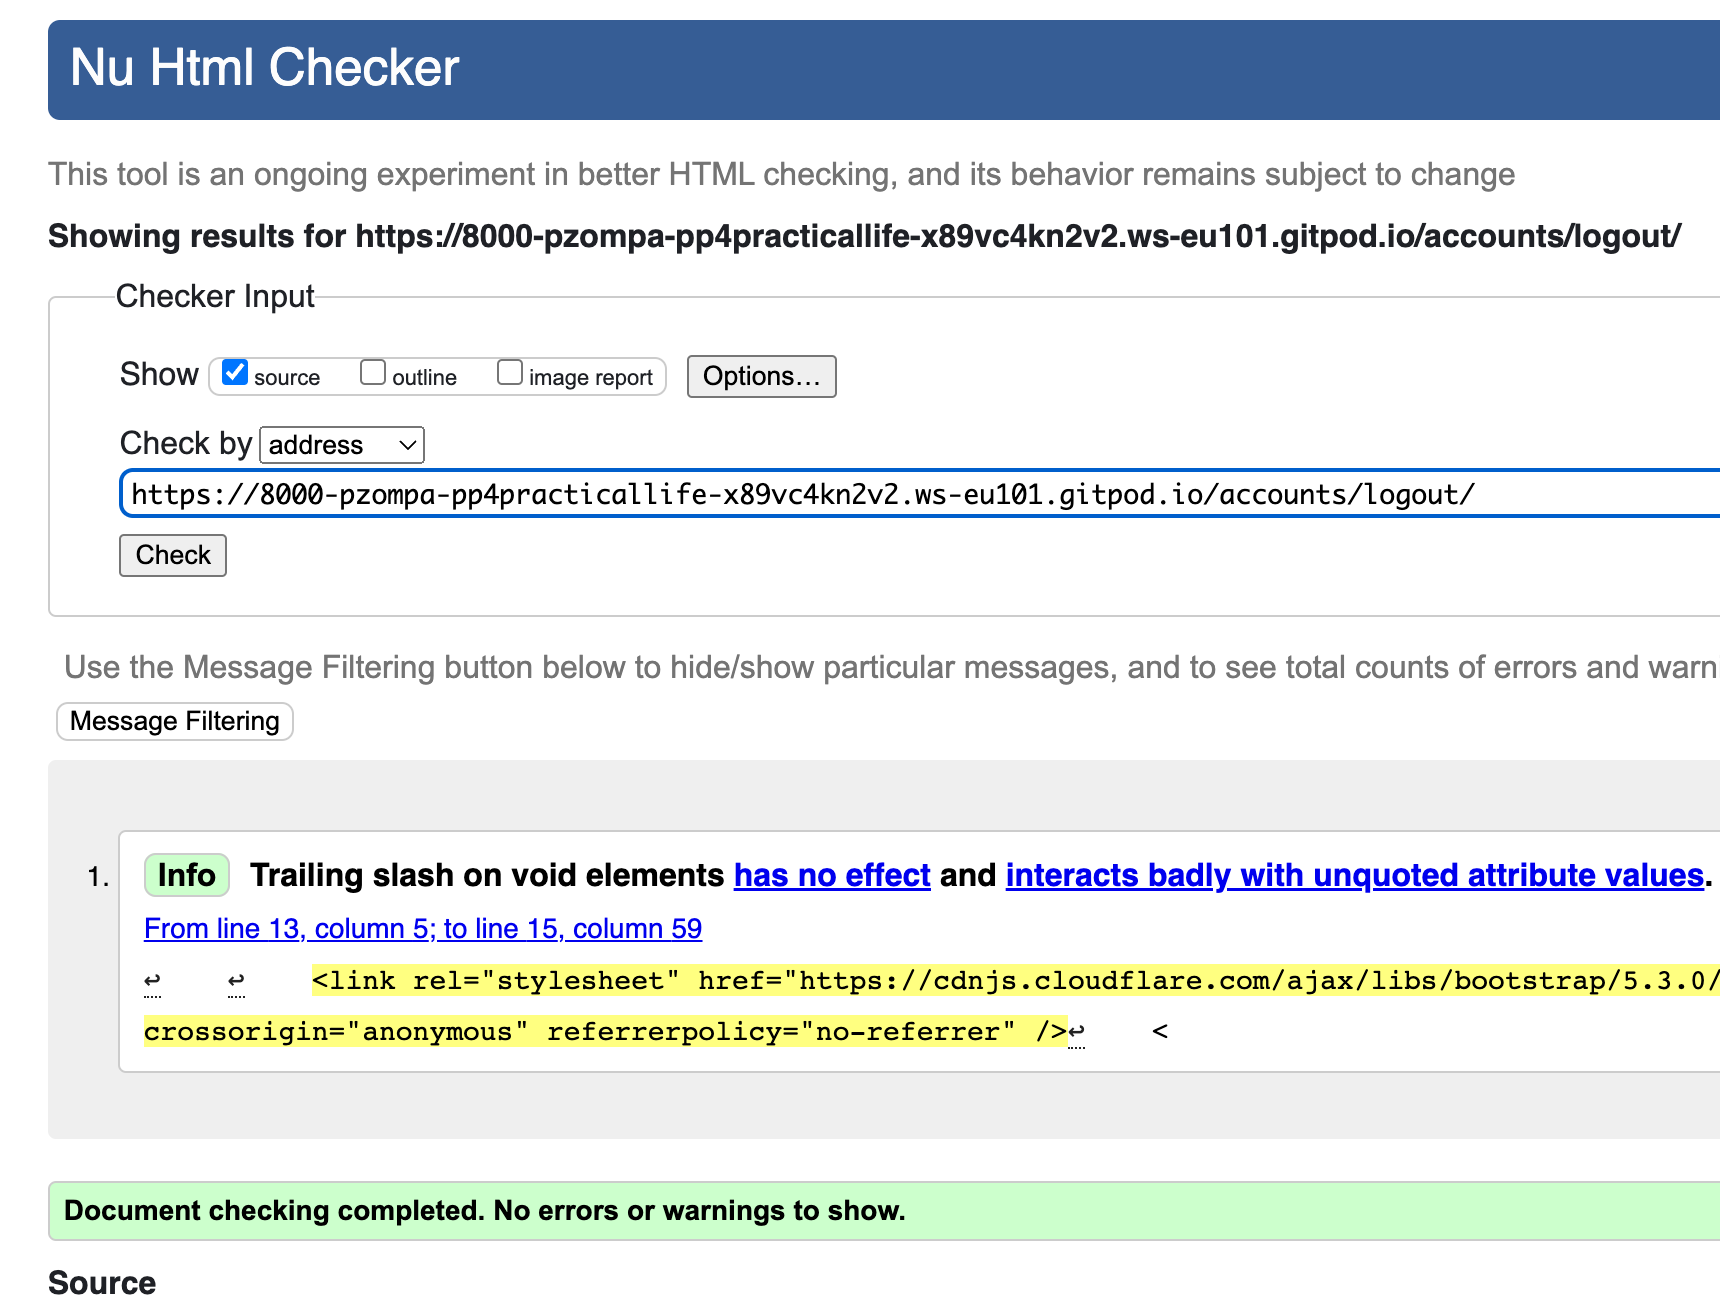 Nu Html Checker
This tool is an ongoing experiment in better HTML checking, and its behavior remains subject to change
Showing results for https://8000-pzompa-pp4practicallife-x89vc4kn2v2.ws-eu101.gitpod.io/accounts/logout/
Checker Input
Show source outline image report Options...
Check by address
https://8000-pzompa-pp4practicallife-x89vc4kn2v2.ws-eu101.gitpod.io/accounts/logout/
Check
Use the Message Filtering button below to hide/show particular messages, and to see total counts of errors and warn
Message Filtering
1. Info Trailing slash on void elements has no effect and interacts badly with unquoted attribute values.
From line 13, column 5; to line 15, column 59
↩ ↩ <link rel="stylesheet" href="https://cdnjs.cloudflare.com/ajax/libs/bootstrap/5.3.0/
crossorigin="anonymous" referrerpolicy="no-referrer" />↩ <
Document checking completed. No errors or warnings to show.
Source